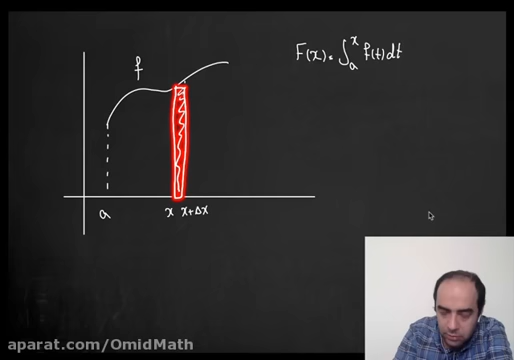 f
F(x) = ∫ₐˣ f(t) dt
a x x+Δx
aparat.com/OmidMath